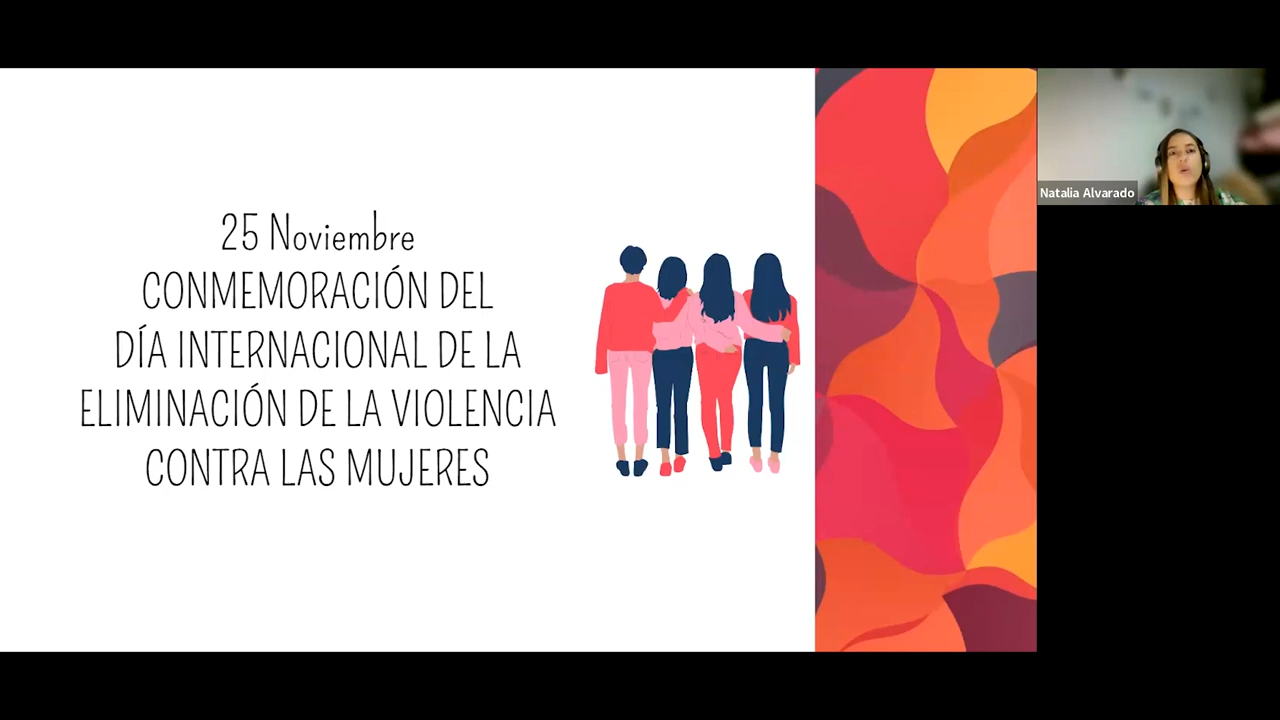 25 Noviembre
CONMEMORACIÓN DEL
DÍA INTERNACIONAL DE LA
ELIMINACIÓN DE LA VIOLENCIA
CONTRA LAS MUJERES
Natalia Alvarado